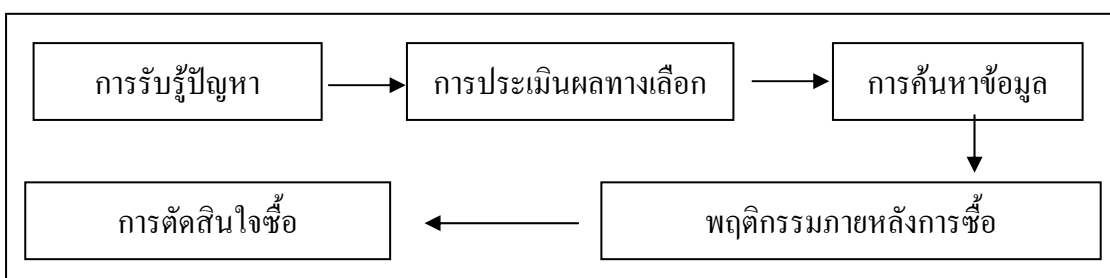 การรับรู้ปัญหา การประเมินผลทางเลือก การค้นหาข้อมูล
การตัดสินใจซื้อ พฤติกรรมภายหลังการซื้อ